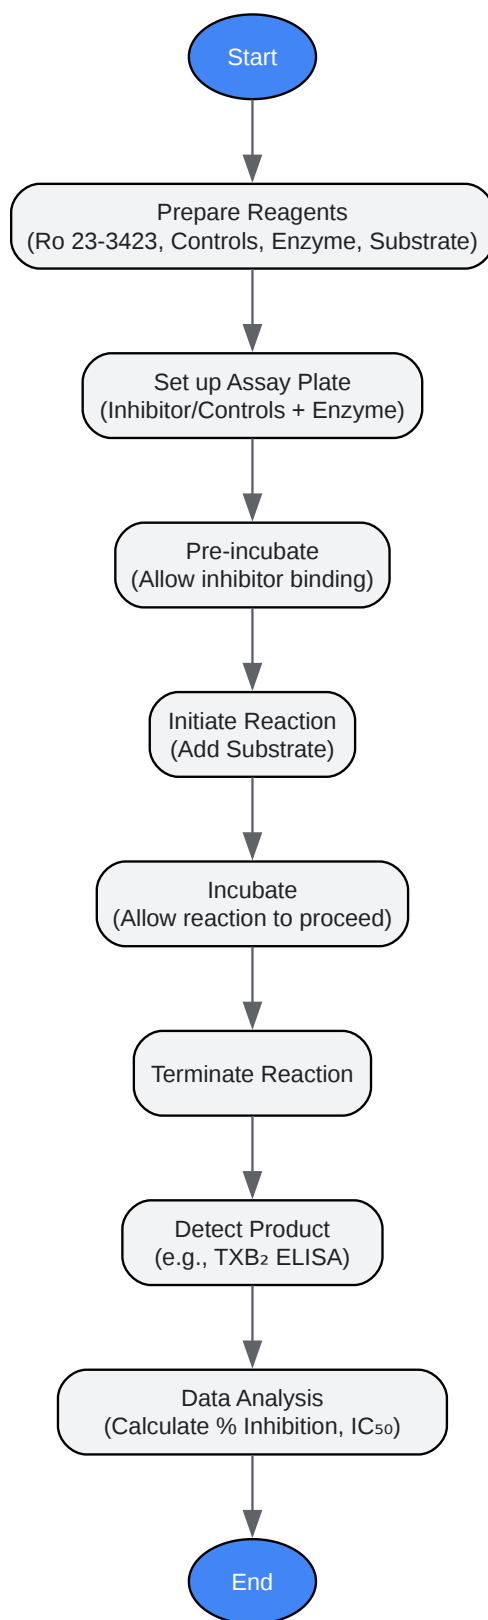 Start
Prepare Reagents
(Ro 23-3423, Controls, Enzyme, Substrate)
Set up Assay Plate
(Inhibitor/Controls + Enzyme)
Pre-incubate
(Allow inhibitor binding)
Initiate Reaction
(Add Substrate)
Incubate
(Allow reaction to proceed)
Terminate Reaction
Detect Product
(e.g., TXB₂ ELISA)
Data Analysis
(Calculate % Inhibition, IC₅₀)
End